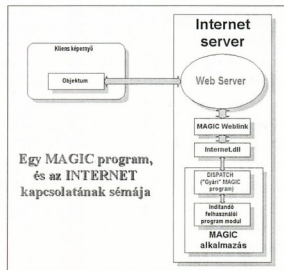 Internet
server
Kliens képernyő
Objektum
Web Server
MAGIC Weblink
Internet.dll
DISPATCH
("Gyári" MAGIC
program)
Indítandó
felhasználói
program modul
MAGIC
alkalmazás
Egy MAGIC program,
és az INTERNET
kapcsolatának sémája